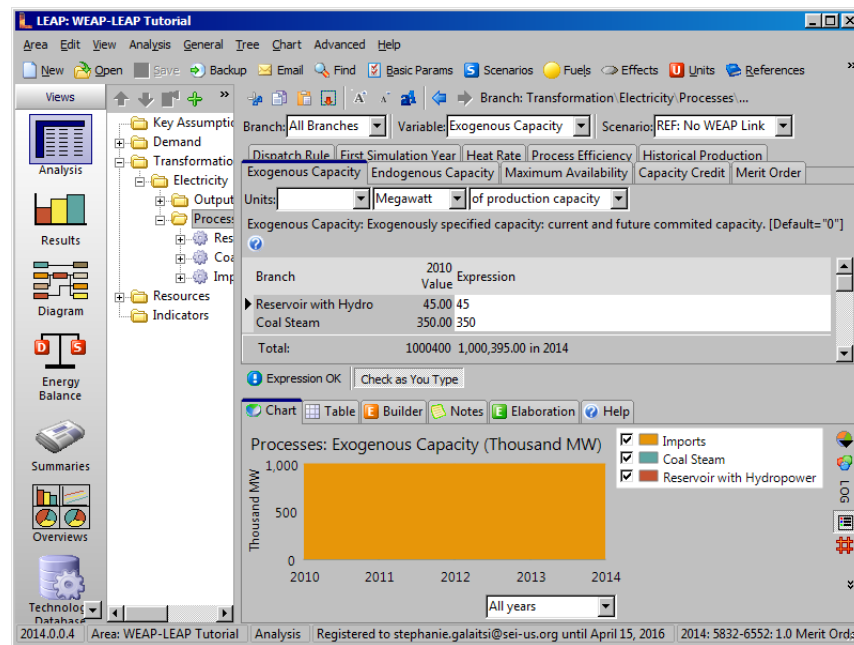 LEAP: WEAP-LEAP Tutorial
Area Edit View Analysis General Tree Chart Advanced Help
New Open Save Backup Email Find Basic Params Scenarios Fuels Effects Units References »
Views » Branch: Transformation\Electricity\Processes\...
Key Assumptio
Demand
Transformatio
Electricity
Output
Proces
Res
Coa
Imp
Resources
Indicators
Analysis
Results
Diagram
Energy
Balance
Summaries
Overviews
Technolog
Database
Branch: All Branches Variable: Exogenous Capacity Scenario: REF: No WEAP Link
Dispatch Rule First Simulation Year Heat Rate Process Efficiency Historical Production
Exogenous Capacity Endogenous Capacity Maximum Availability Capacity Credit Merit Order
Units: Megawatt of production capacity
Exogenous Capacity: Exogenously specified capacity: current and future commited capacity. [Default="0"]
Branch 2010 Value Expression
Reservoir with Hydro 45.00 45
Coal Steam 350.00 350
Total: 1000400 1,000,395.00 in 2014
Expression OK Check as You Type
Chart Table Builder Notes Elaboration Help
Processes: Exogenous Capacity (Thousand MW)
Imports
Coal Steam
Reservoir with Hydropower
Thousand MW
1,000
500
0
2010 2011 2012 2013 2014
All years
LOG
2014.0.0.4 Area: WEAP-LEAP Tutorial Analysis Registered to stephanie.galaitsi@sei-us.org until April 15, 2016 2014: 5832-6552: 1.0 Merit Ord